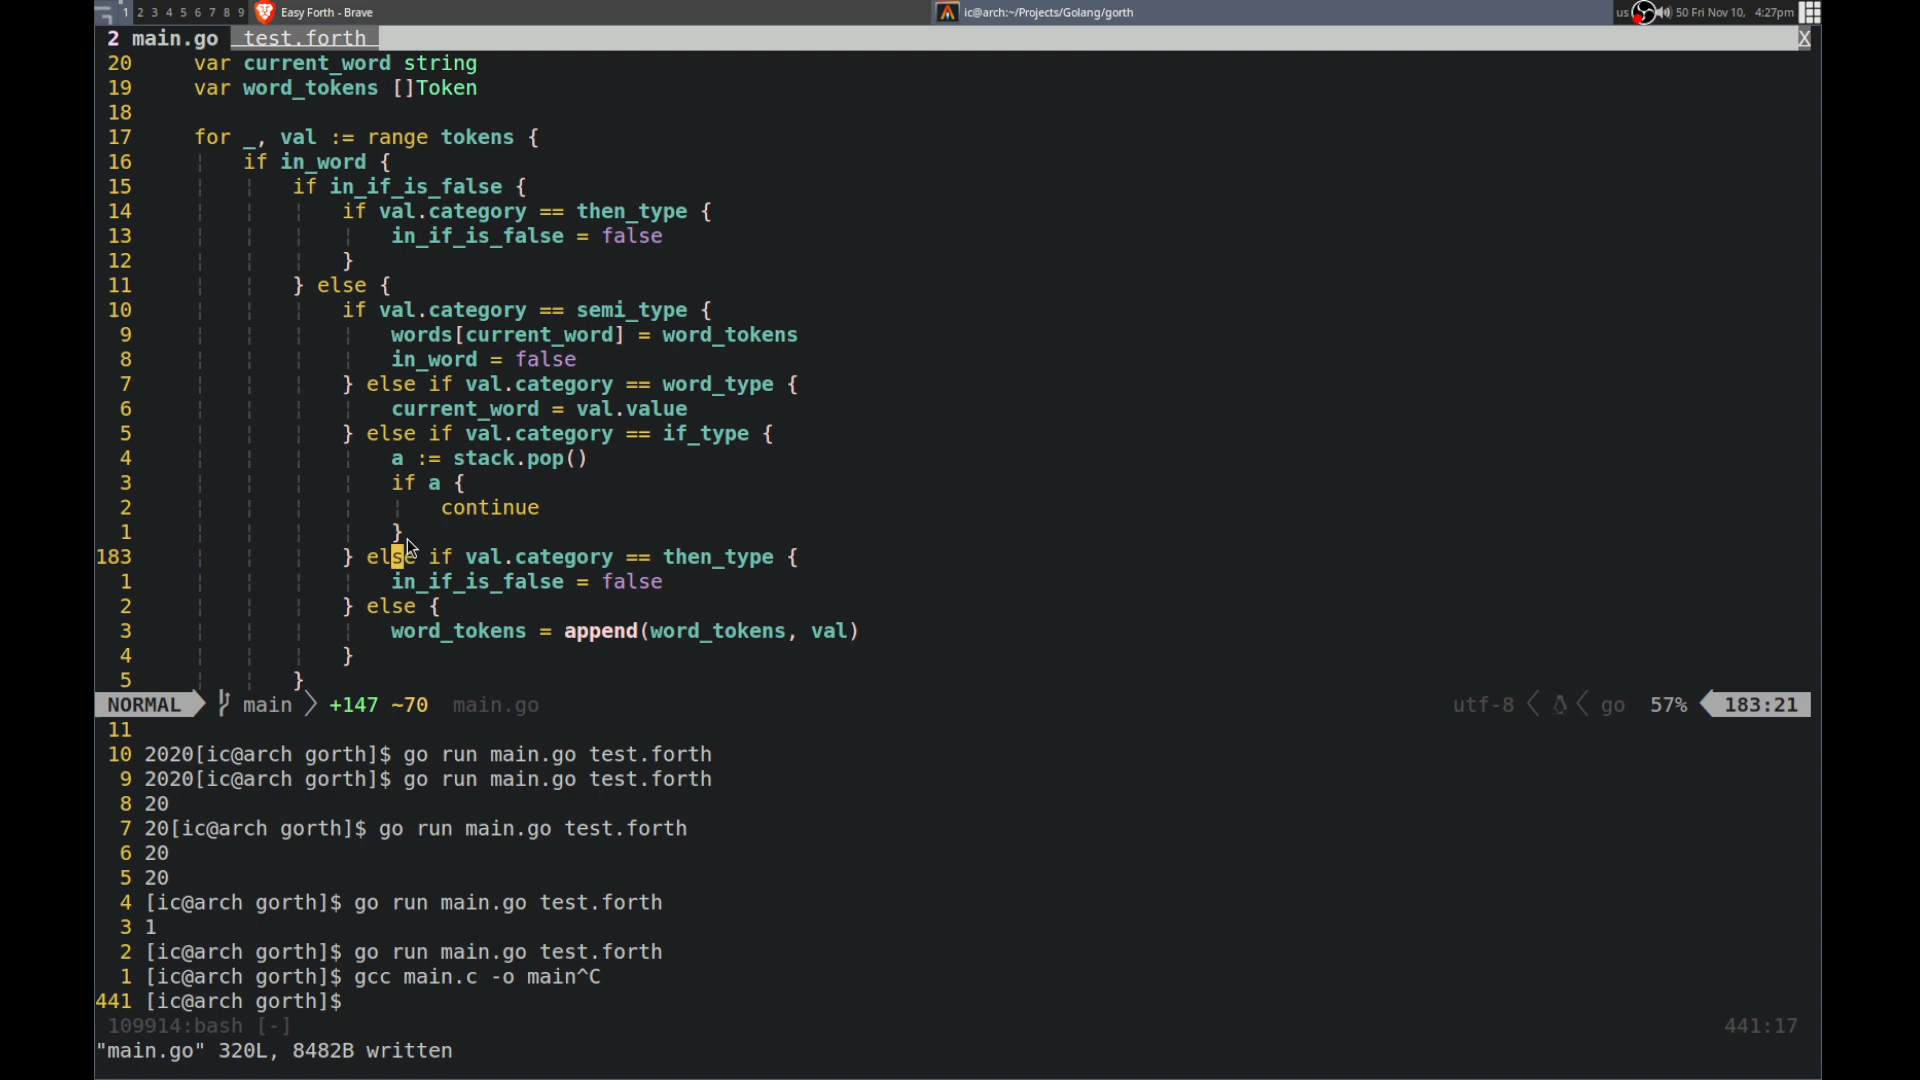 1 2 3 4 5 6 7 8 9 Easy Forth - Brave ic@arch:~/Projects/Golang/gorth us 50 Fri Nov 10, 4:27pm
2 main.go test.forth X
20 var current_word string
19 var word_tokens []Token
18
17 for _, val := range tokens {
16 if in_word {
15 if in_if_is_false {
14 if val.category == then_type {
13 in_if_is_false = false
12 }
11 } else {
10 if val.category == semi_type {
9 words[current_word] = word_tokens
8 in_word = false
7 } else if val.category == word_type {
6 current_word = val.value
5 } else if val.category == if_type {
4 a := stack.pop()
3 if a {
2 continue
1 }
183 } else if val.category == then_type {
1 in_if_is_false = false
2 } else {
3 word_tokens = append(word_tokens, val)
4 }
5 }
NORMAL main +147 ~70 main.go utf-8 go 57% 183:21
11
10 2020[ic@arch gorth]$ go run main.go test.forth
9 2020[ic@arch gorth]$ go run main.go test.forth
8 20
7 20[ic@arch gorth]$ go run main.go test.forth
6 20
5 20
4 [ic@arch gorth]$ go run main.go test.forth
3 1
2 [ic@arch gorth]$ go run main.go test.forth
1 [ic@arch gorth]$ gcc main.c -o main^C
441 [ic@arch gorth]$
109914:bash [-] 441:17
"main.go" 320L, 8482B written